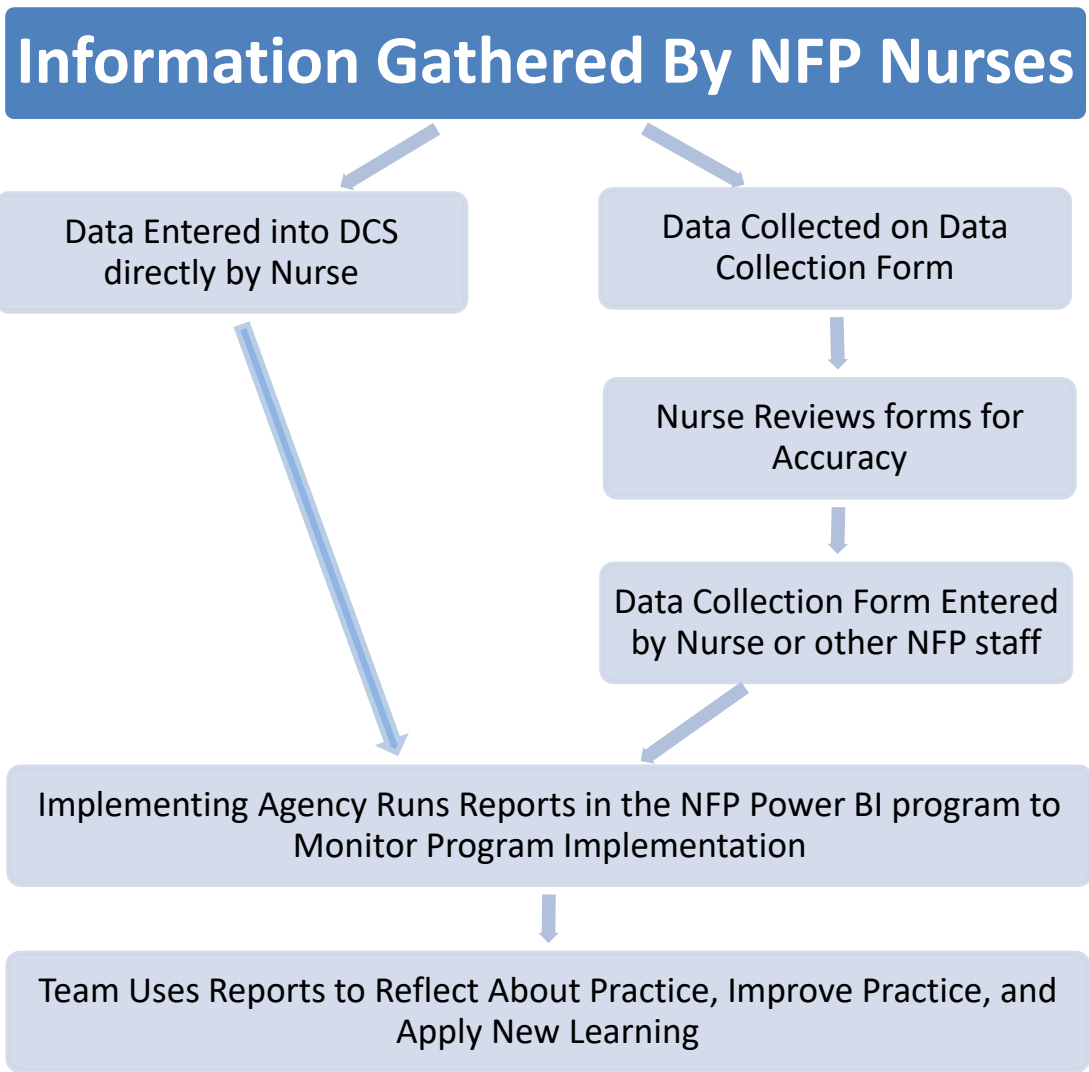 Information Gathered By NFP Nurses
Data Entered into DCS
directly by Nurse
Data Collected on Data
Collection Form
Nurse Reviews forms for
Accuracy
Data Collection Form Entered
by Nurse or other NFP staff
Implementing Agency Runs Reports in the NFP Power BI program to
Monitor Program Implementation
Team Uses Reports to Reflect About Practice, Improve Practice, and
Apply New Learning